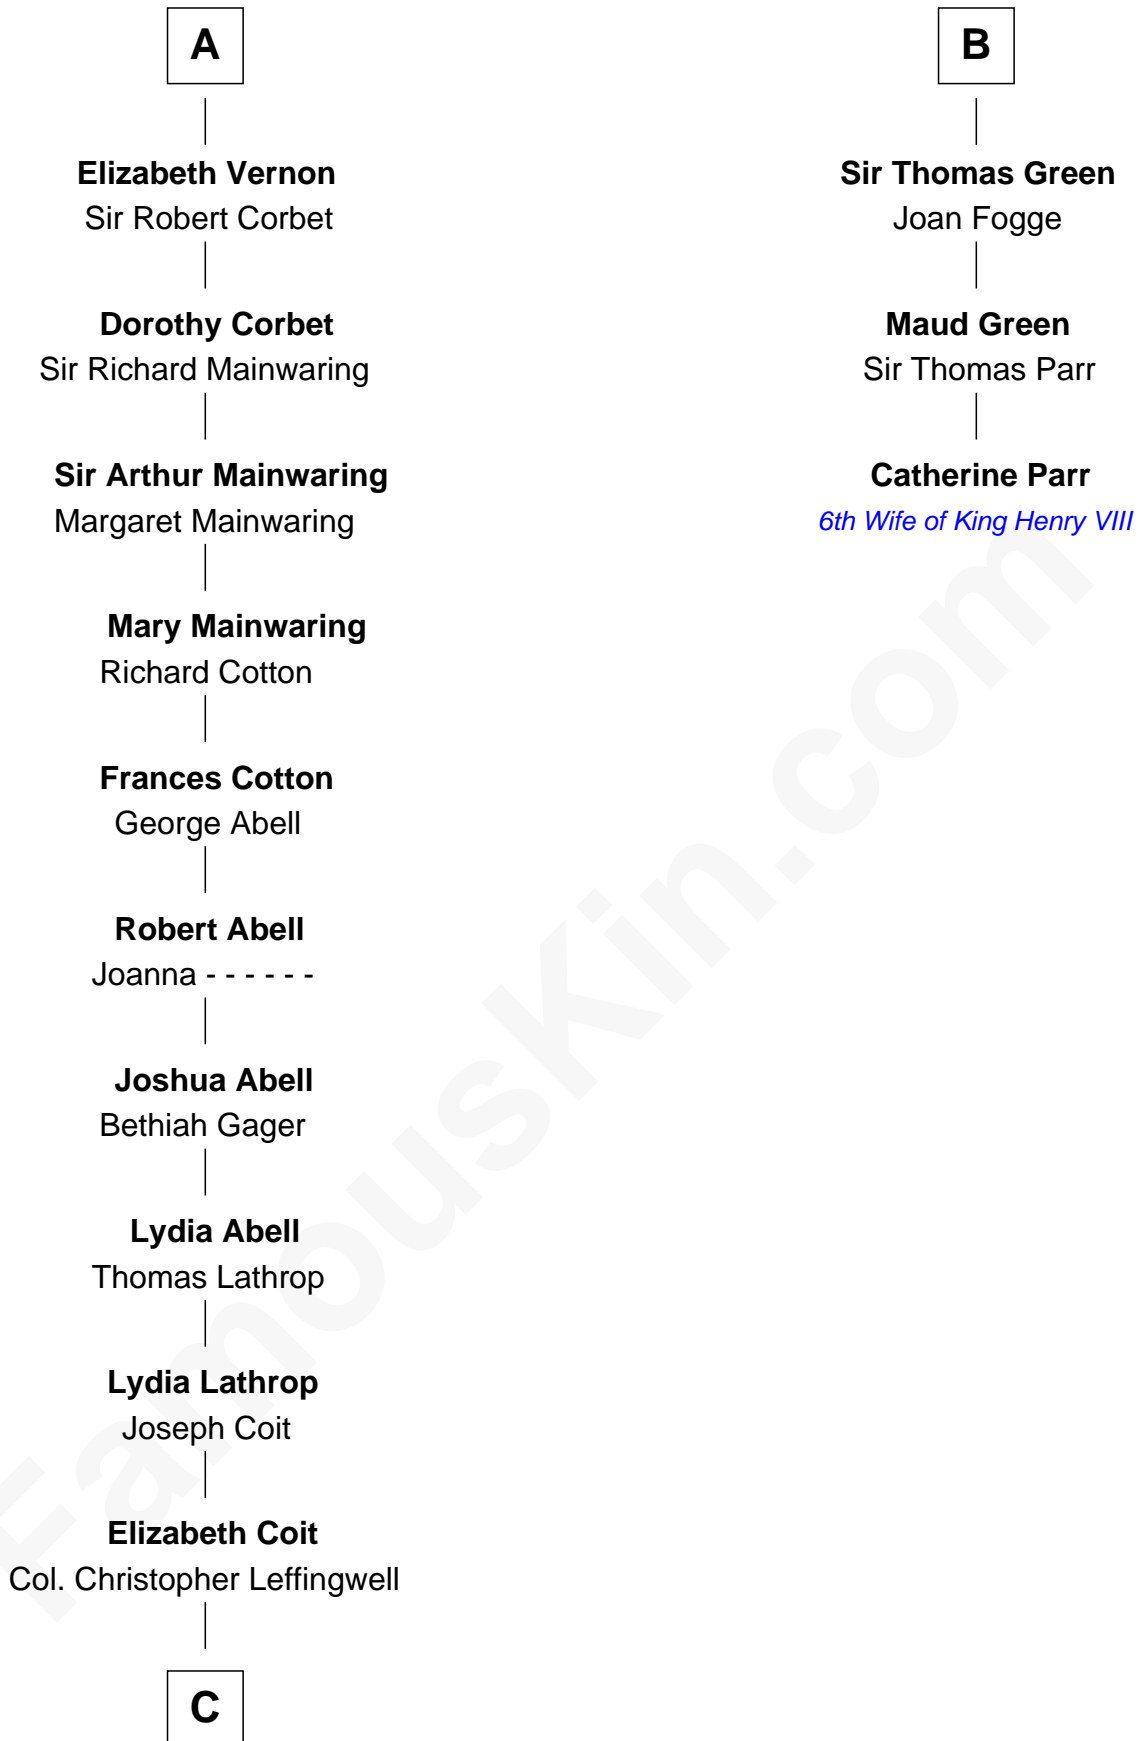 A
Elizabeth Vernon
Sir Robert Corbet
Dorothy Corbet
Sir Richard Mainwaring
Sir Arthur Mainwaring
Margaret Mainwaring
Mary Mainwaring
Richard Cotton
Frances Cotton
George Abell
Robert Abell
Joanna - - - - - -
Joshua Abell
Bethiah Gager
Lydia Abell
Thomas Lathrop
Lydia Lathrop
Joseph Coit
Elizabeth Coit
Col. Christopher Leffingwell
C
B
Sir Thomas Green
Joan Fogge
Maud Green
Sir Thomas Parr
Catherine Parr
6th Wife of King Henry VIII
FamousKin.com